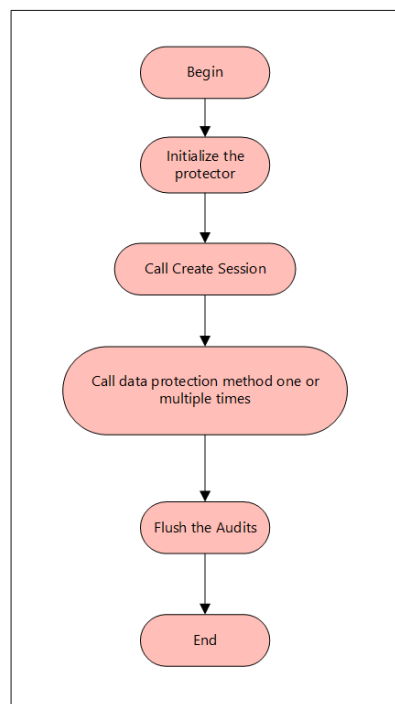 Begin
Initialize the
protector
Call Create Session
Call data protection method one or
multiple times
Flush the Audits
End